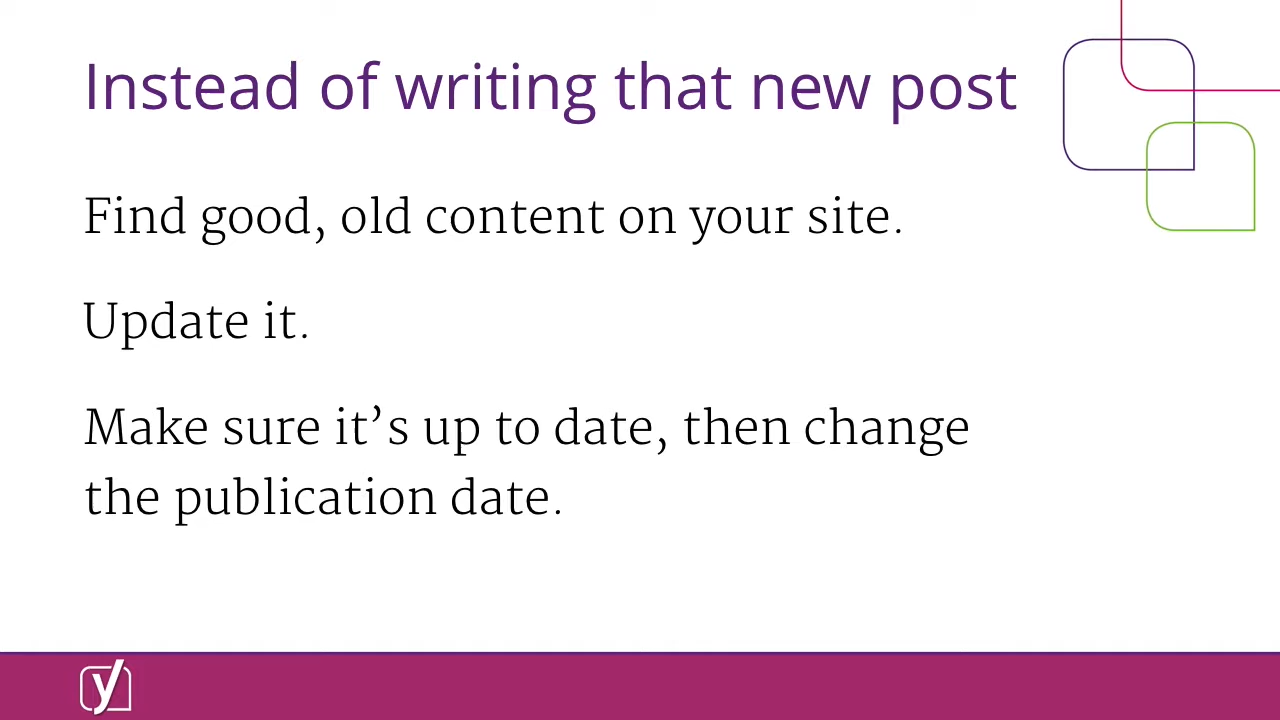 Instead of writing that new post
Find good, old content on your site.
Update it.
Make sure it’s up to date, then change
the publication date.
y